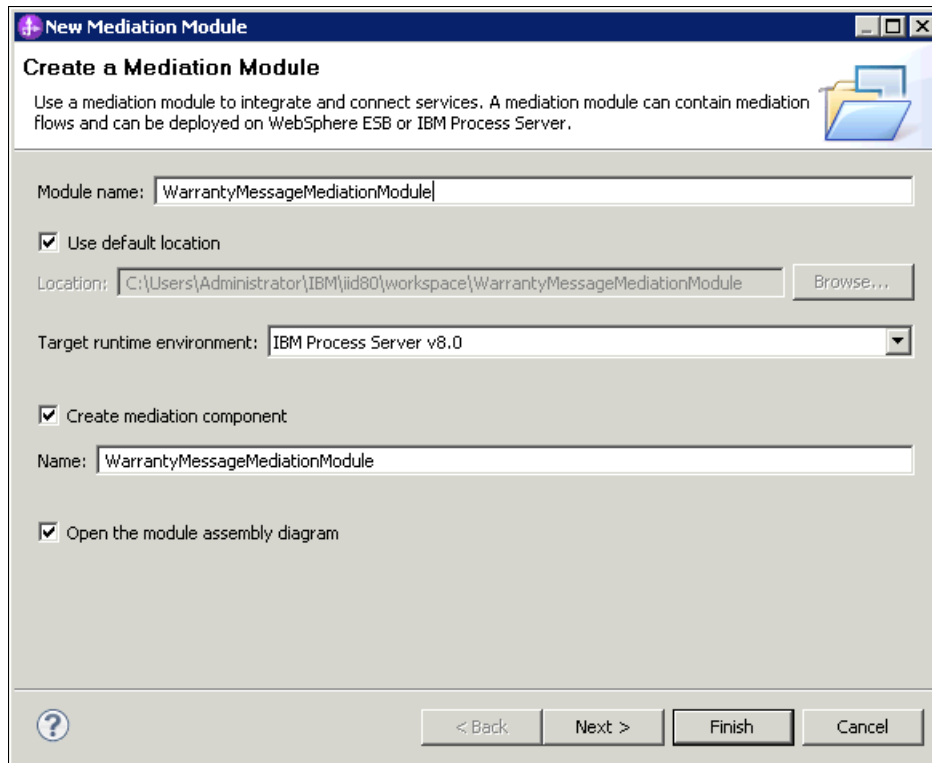 New Mediation Module
Create a Mediation Module
Use a mediation module to integrate and connect services. A mediation module can contain mediation
flows and can be deployed on WebSphere ESB or IBM Process Server.
Module name: WarrantyMessageMediationModule
Use default location
Location: C:\Users\Administrator\IBM\iid80\workspace\WarrantyMessageMediationModule Browse...
Target runtime environment: IBM Process Server v8.0
Create mediation component
Name: WarrantyMessageMediationModule
Open the module assembly diagram
? < Back Next > Finish Cancel